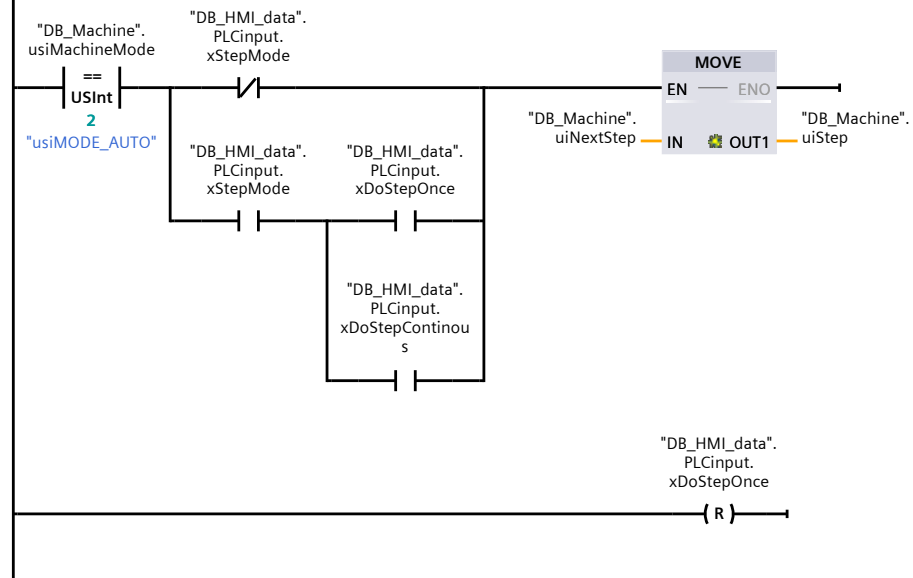 "DB_Machine".
usiMachineMode
==
USInt
2
"usiMODE_AUTO"
"DB_HMI_data".
PLCinput.
xStepMode
MOVE
EN
ENO
"DB_Machine".
uiNextStep
IN
OUT1
"DB_Machine".
uiStep
"DB_HMI_data".
PLCinput.
xStepMode
"DB_HMI_data".
PLCinput.
xDoStepOnce
"DB_HMI_data".
PLCinput.
xDoStepContinou
s
"DB_HMI_data".
PLCinput.
xDoStepOnce
R